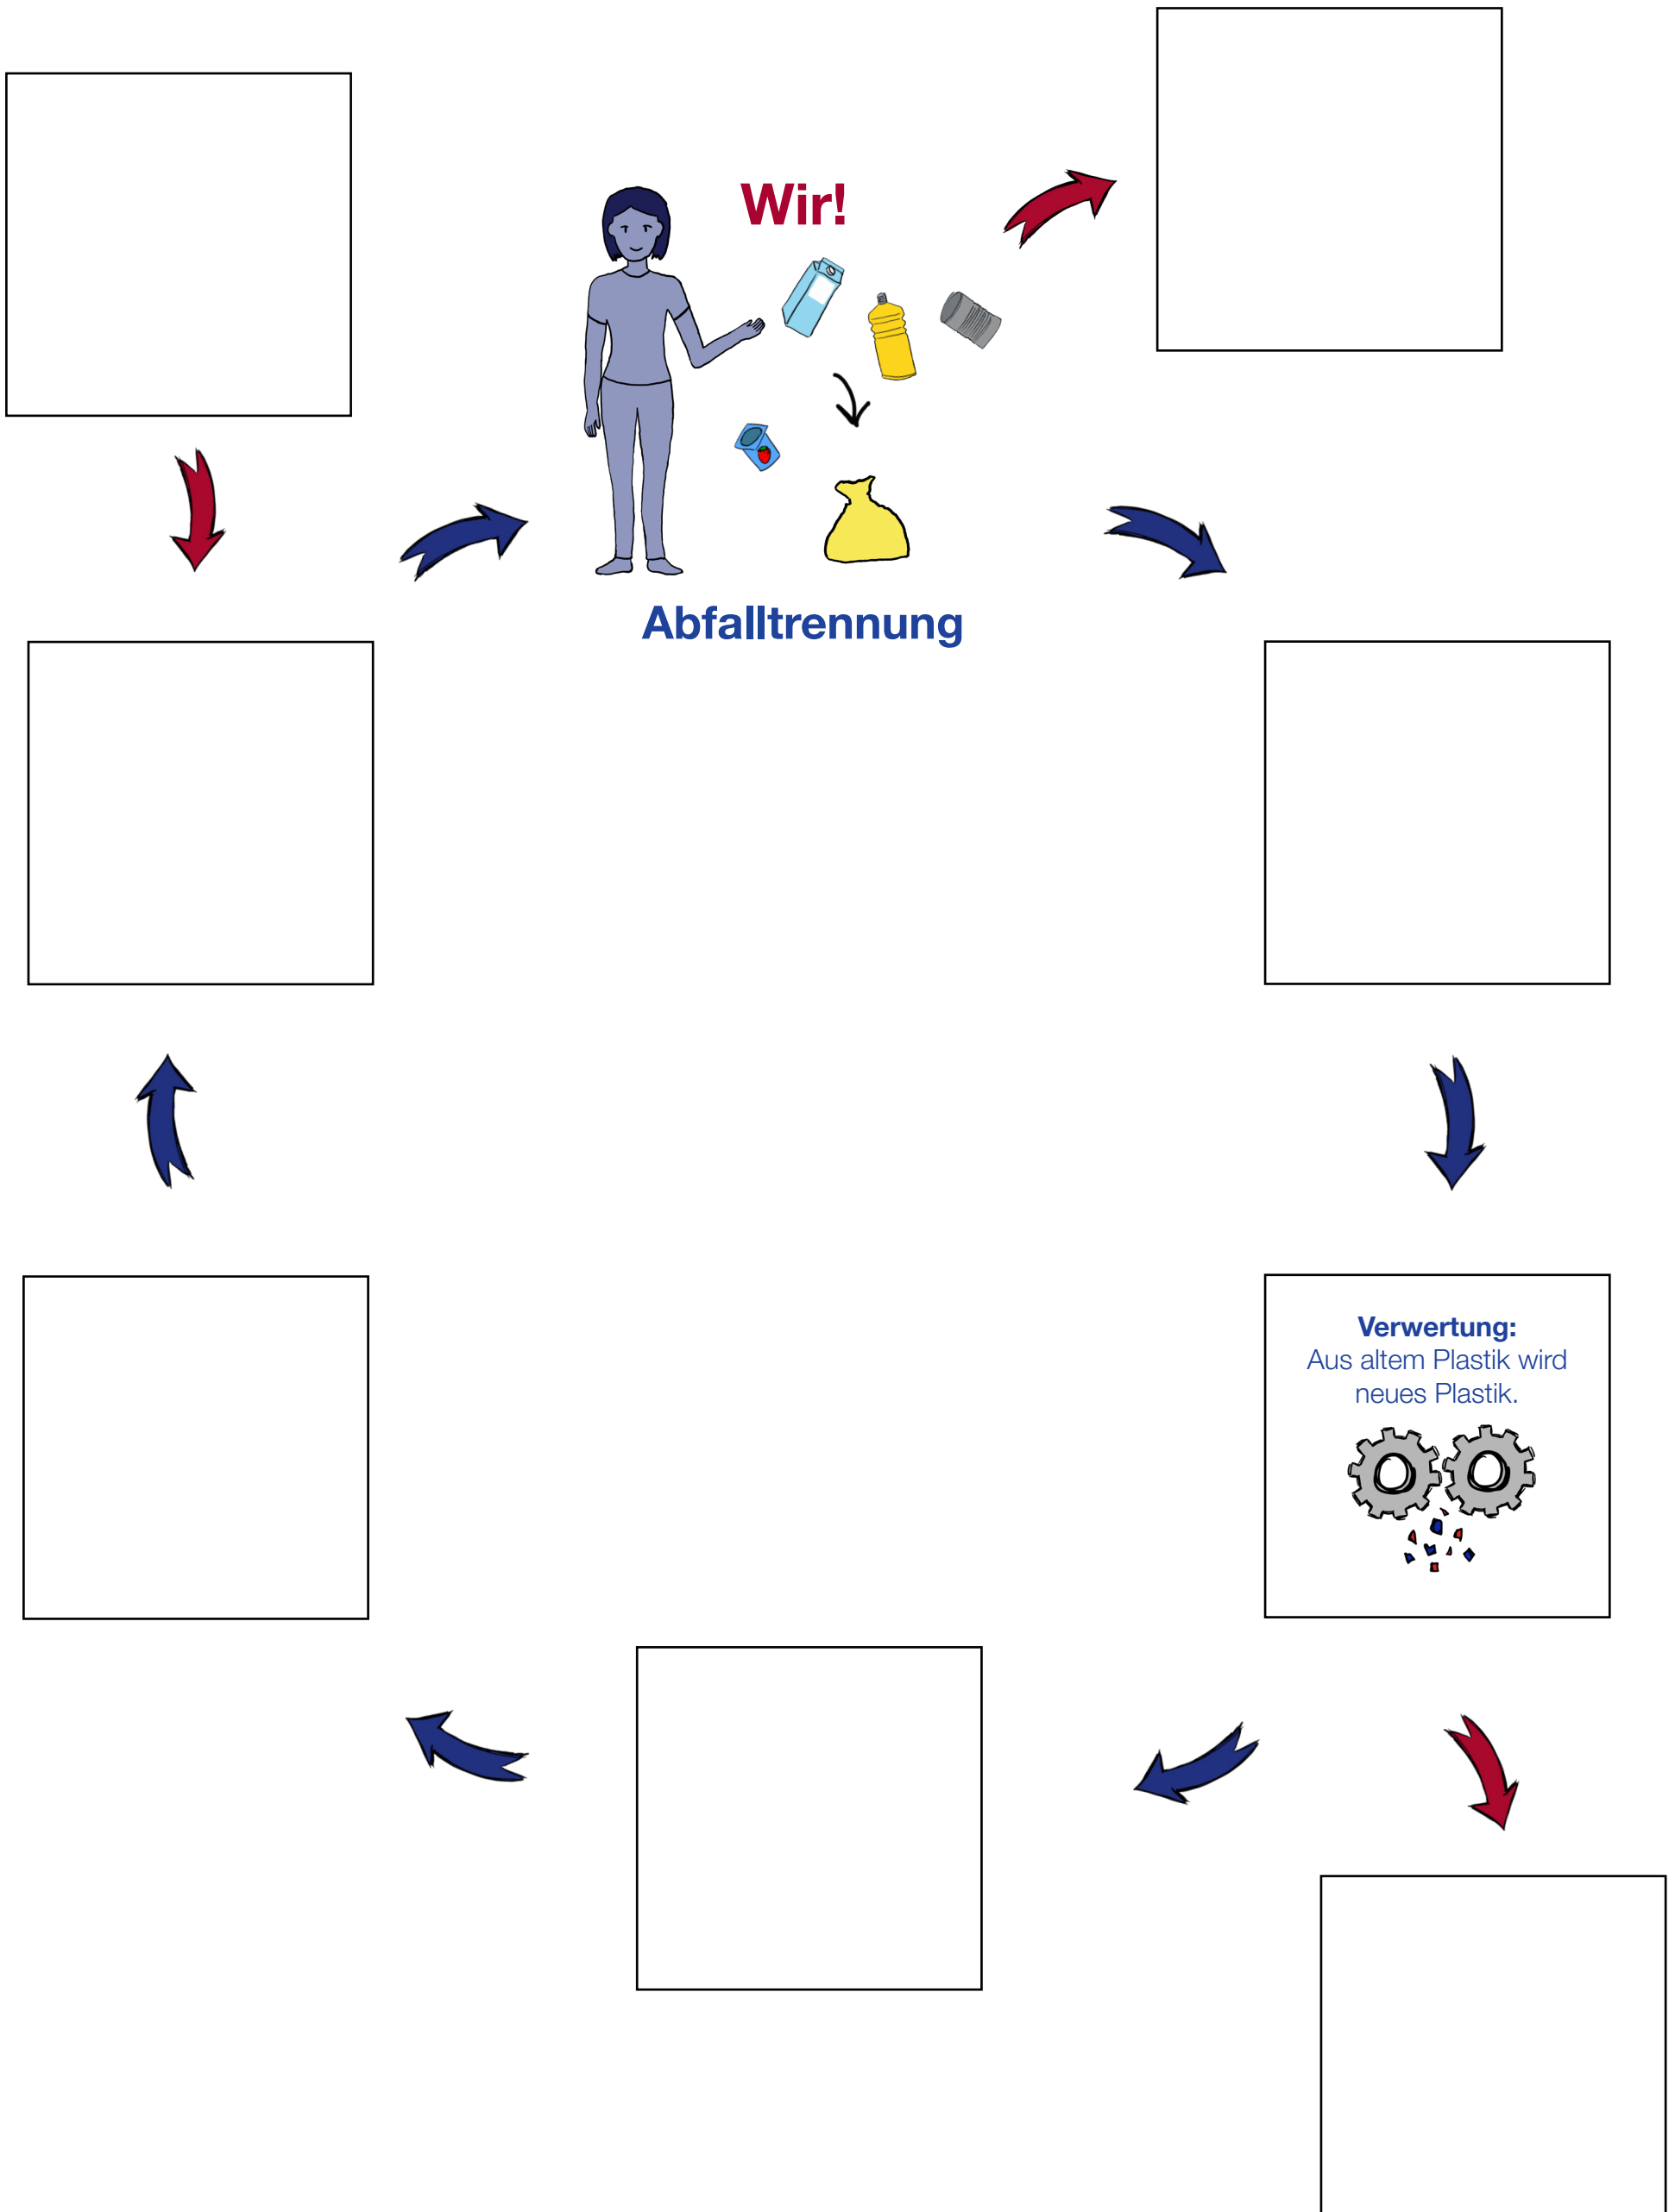 Wir!
Abfalltrennung
Verwertung:
Aus altem Plastik wird
neues Plastik.